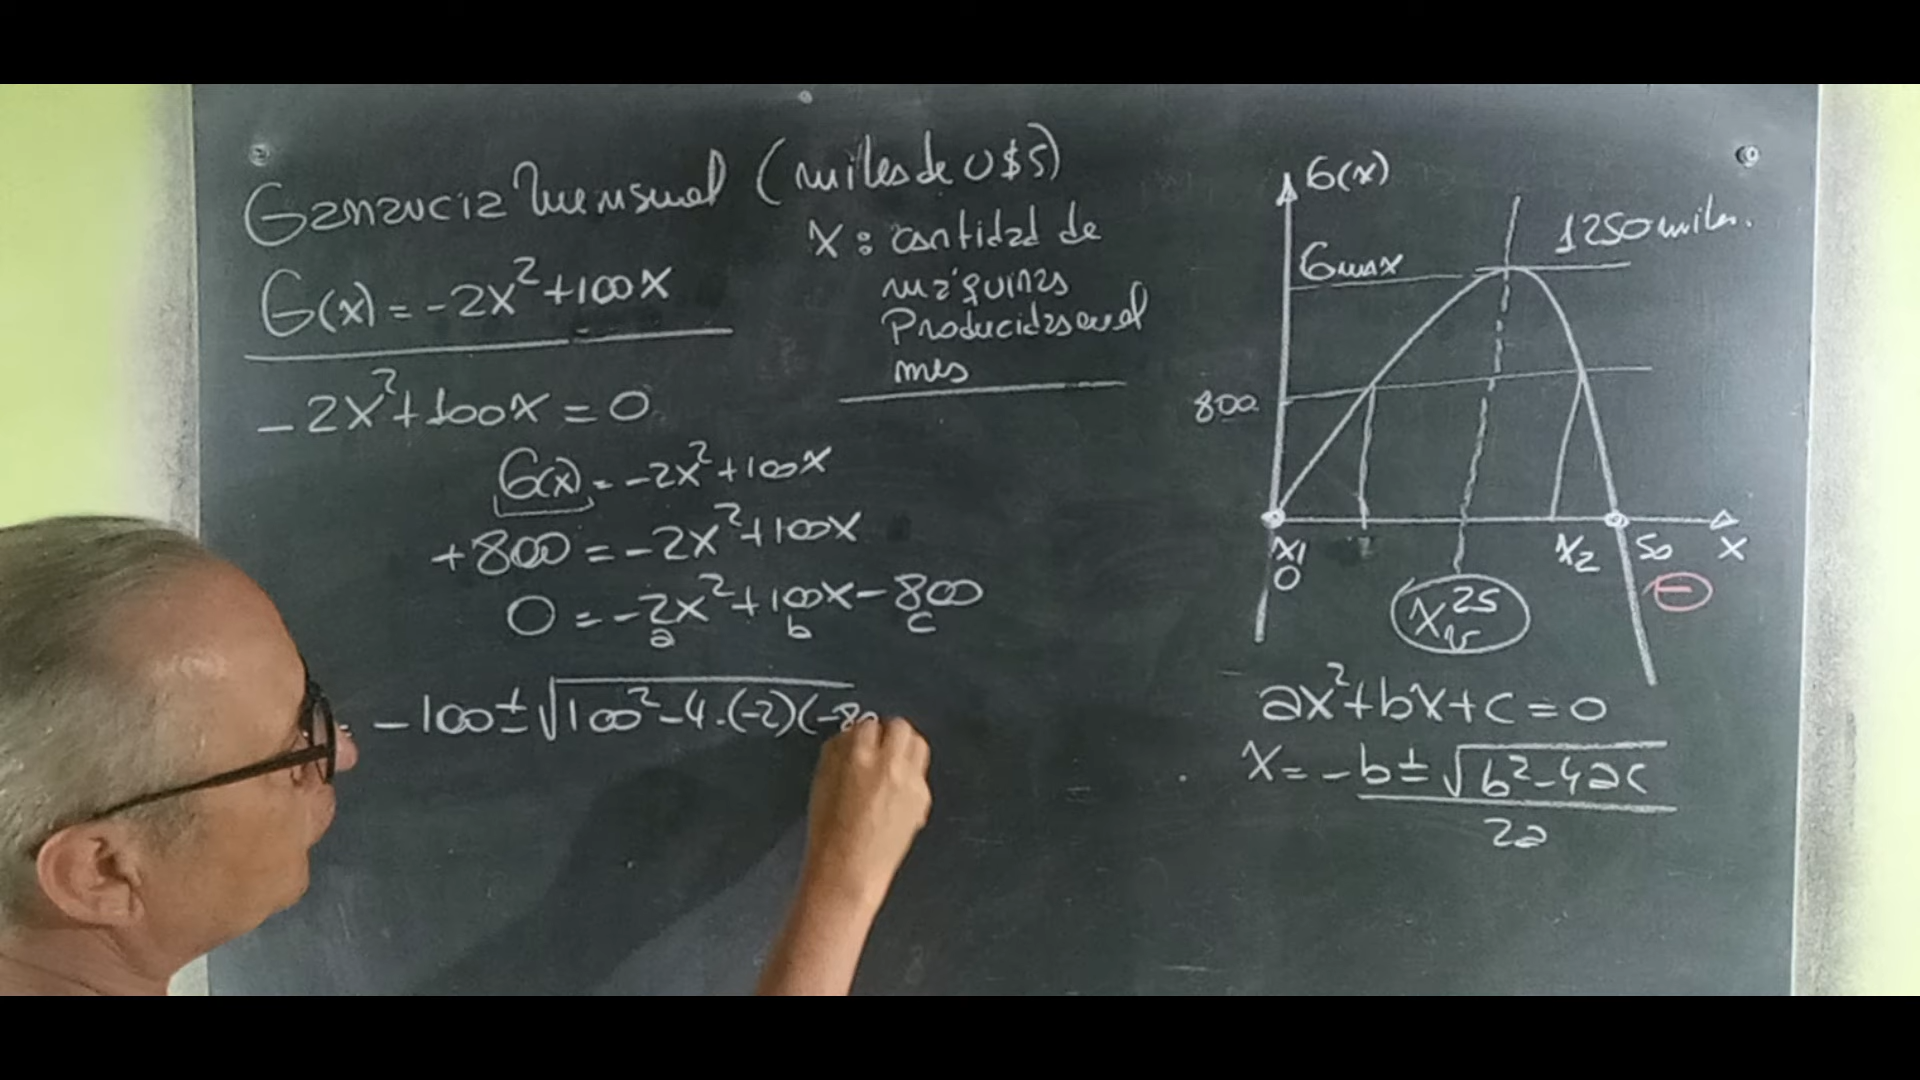 Ganancia Mensual (miles de U$S)
G(x) = -2x²+100x
x: cantidad de
máquinas
Producidas en el
mes
-2x²+100x = 0
G(x) = -2x²+100x
+800 = -2x²+100x
0 = -2x²+100x-800
a b c
-100±√100²-4.(-2)(-80
G(x)
Gmax
1250 miles.
800
x1
0
x2
50
x
25
xv
−
ax²+bx+c=0
x = -b±√b²-4ac
2a